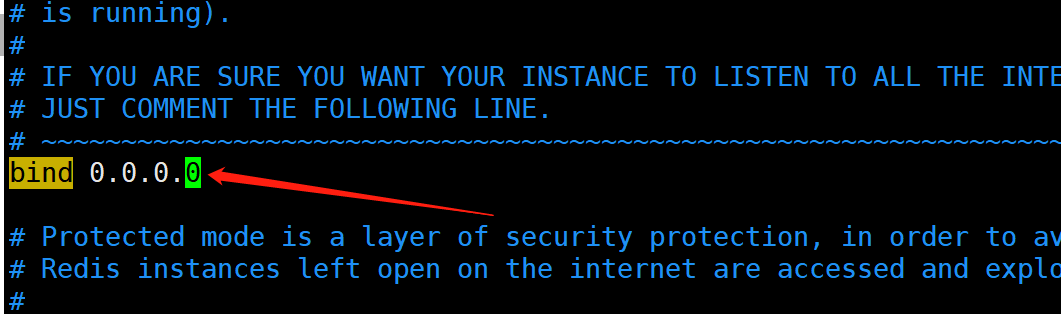 # is running).
#
# IF YOU ARE SURE YOU WANT YOUR INSTANCE TO LISTEN TO ALL THE INTE
# JUST COMMENT THE FOLLOWING LINE.
# ~~~~~~~~~~~~~~~~~~~~~~~~~~~~~~~~~~~~~~~~~~~~~~~~~~~~~~~~~~~~~~~~
bind 0.0.0.0
# Protected mode is a layer of security protection, in order to av
# Redis instances left open on the internet are accessed and explo
#